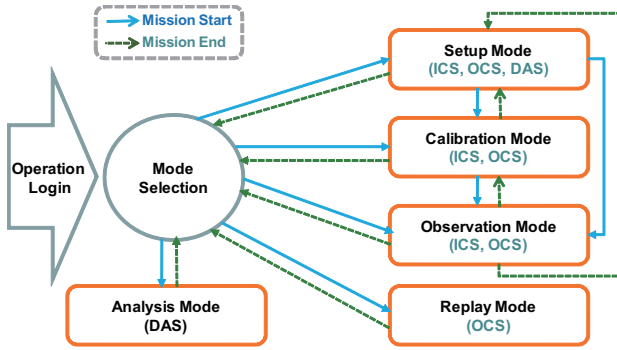 Mission Start
Mission End
Setup Mode
(ICS, OCS, DAS)
Calibration Mode
(ICS, OCS)
Operation
Login
Mode
Selection
Observation Mode
(ICS, OCS)
Analysis Mode
(DAS)
Replay Mode
(OCS)